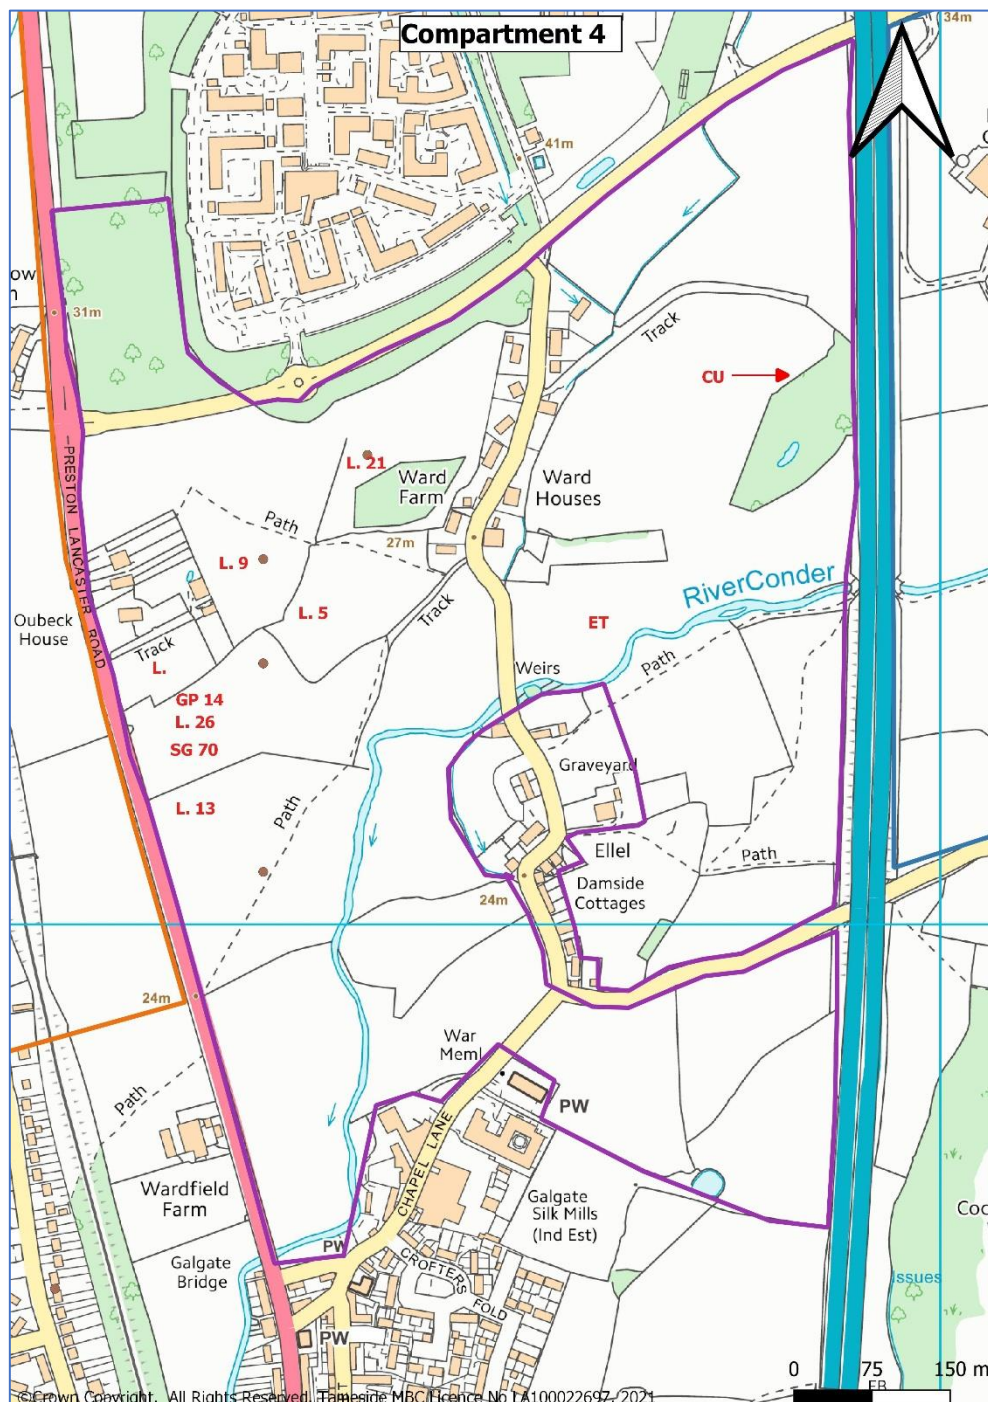 Compartment 4
34m
41m
31m
Track
CU
PRESTON LANCASTER ROAD
L. 21
Ward
Farm
Ward
Houses
Path
27m
L. 9
RiverConder
Oubeck
House
L. 5
Track
ET
Track
L.
Weirs
Path
GP 14
L. 26
SG 70
Graveyard
L. 13
Path
Ellel
Path
Damside
Cottages
24m
24m
War
Meml
Path
PW
CHAPEL LANE
Wardfield
Farm
Galgate
Silk Mills
(Ind Est)
Galgate
Bridge
PW
CROFTERS FOLD
Issues
PW
0 75 150 m
FB
©Crown Copyright. All Rights Reserved. Tameside MBC Licence No LA100022697, 2021